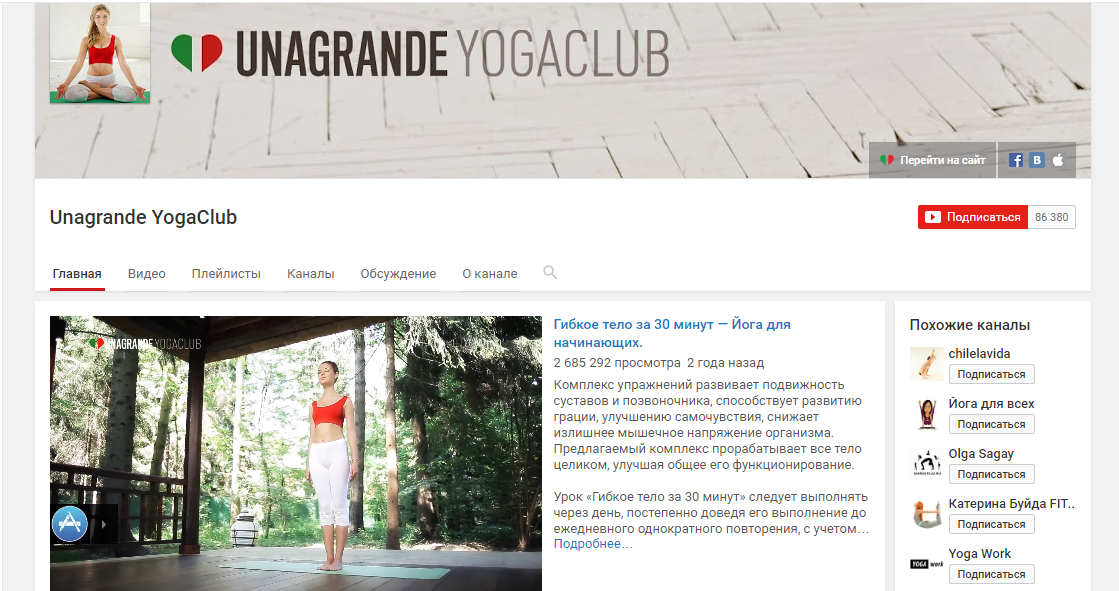 UNAGRANDE YOGACLUB
Перейти на сайт
Unagrande YogaClub
Подписаться 86 380
Главная Видео Плейлисты Каналы Обсуждение О канале
UNAGRANDE YOGACLUB
Гибкое тело за 30 минут — Йога для
начинающих.
2 685 292 просмотра 2 года назад
Комплекс упражнений развивает подвижность
суставов и позвоночника, способствует развитию
грации, улучшению самочувствия, снижает
излишнее мышечное напряжение организма.
Предлагаемый комплекс прорабатывает все тело
целиком, улучшая общее его функционирование.
Урок «Гибкое тело за 30 минут» следует выполнять
через день, постепенно доведя его выполнение до
ежедневного однократного повторения, с учетом…
Подробнее…
Похожие каналы
chilelavida
Подписаться
Йога для всех
Подписаться
Olga Sagay
Подписаться
Катерина Буйда FIT..
Подписаться
YOGA work
Yoga Work
Подписаться